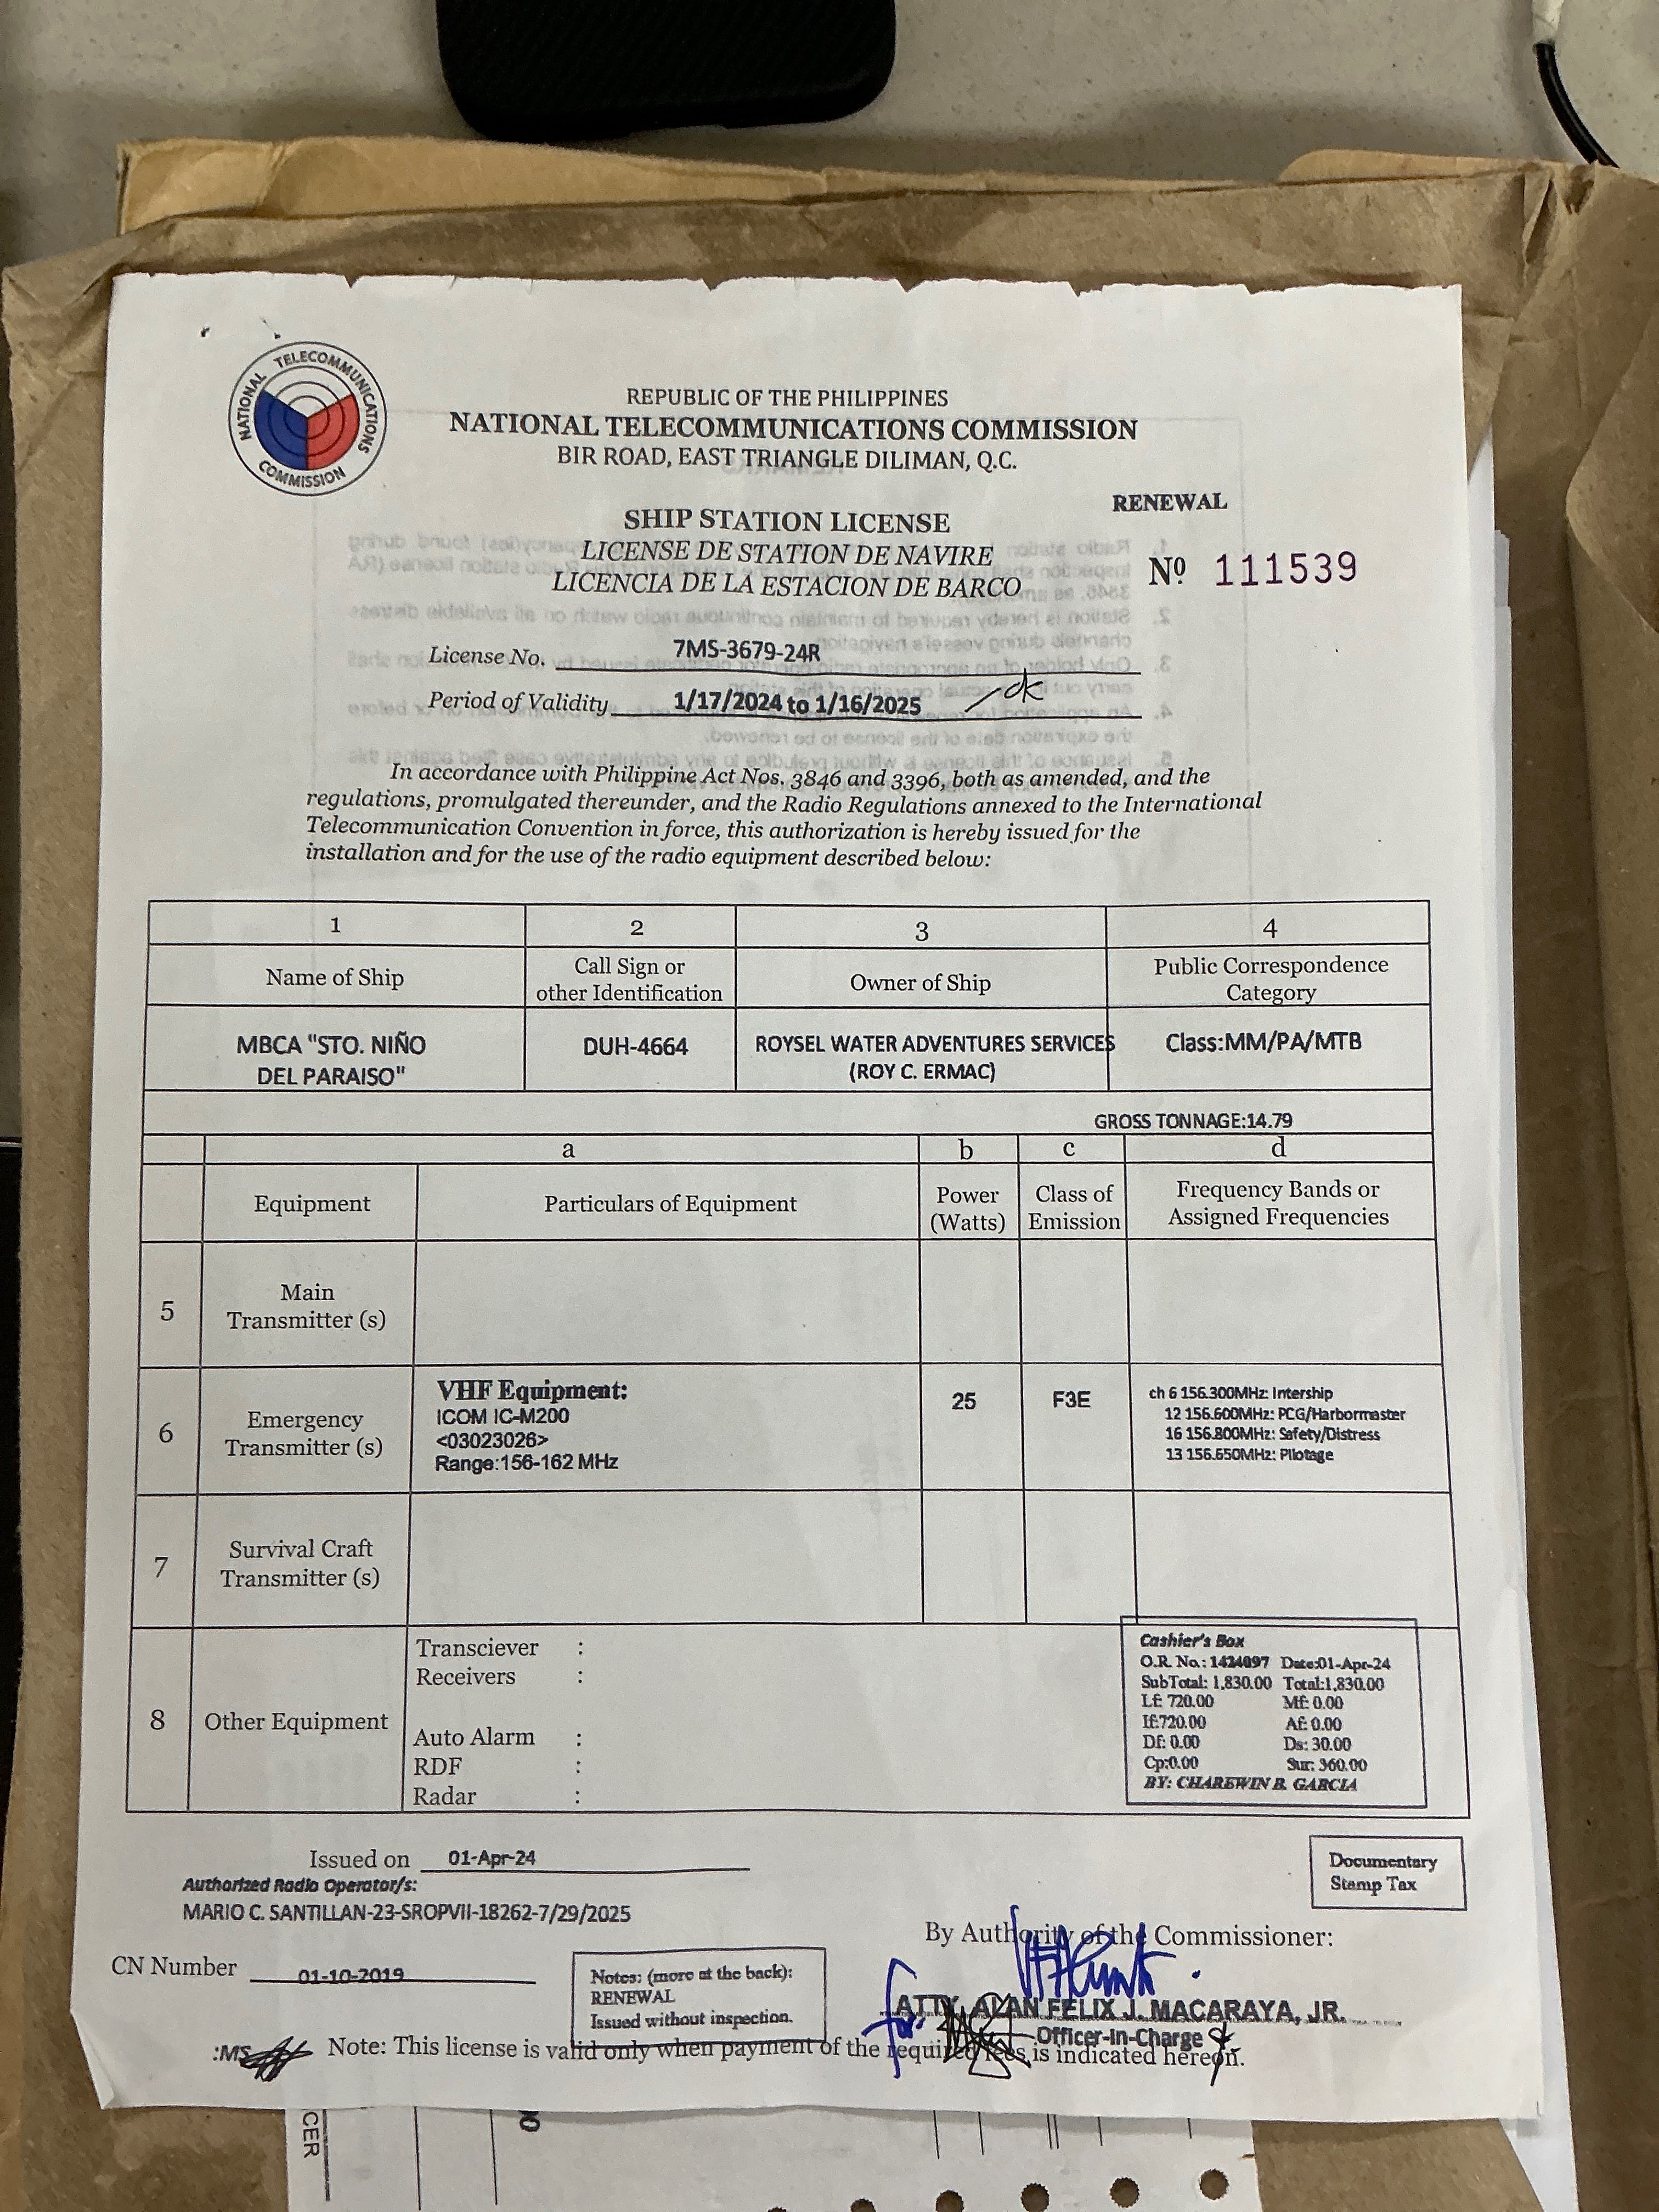 NATIONAL TELECOMMUNICATIONS COMMISSION
REPUBLIC OF THE PHILIPPINES
NATIONAL TELECOMMUNICATIONS COMMISSION
BIR ROAD, EAST TRIANGLE DILIMAN, Q.C.
RENEWAL
SHIP STATION LICENSE
LICENSE DE STATION DE NAVIRE
LICENCIA DE LA ESTACION DE BARCO
Nº 111539
License No. 7MS-3679-24R
Period of Validity 1/17/2024 to 1/16/2025
In accordance with Philippine Act Nos. 3846 and 3396, both as amended, and the
regulations, promulgated thereunder, and the Radio Regulations annexed to the International
Telecommunication Convention in force, this authorization is hereby issued for the
installation and for the use of the radio equipment described below:
1 2 3 4
Name of Ship
Call Sign or
other Identification
Owner of Ship
Public Correspondence
Category
MBCA "STO. NIÑO
DEL PARAISO"
DUH-4664
ROYSEL WATER ADVENTURES SERVICES
(ROY C. ERMAC)
Class:MM/PA/MTB
GROSS TONNAGE:14.79
a b c d
Equipment
Particulars of Equipment
Power
(Watts)
Class of
Emission
Frequency Bands or
Assigned Frequencies
5
Main
Transmitter (s)
6
Emergency
Transmitter (s)
VHF Equipment:
ICOM IC-M200
<03023026>
Range:156-162 MHz
25
F3E
ch 6 156.300MHz: Intership
12 156.600MHz: PCG/Harbormaster
16 156.800MHz: Safety/Distress
13 156.650MHz: Pilotage
7
Survival Craft
Transmitter (s)
8
Other Equipment
Transciever :
Receivers :
Auto Alarm :
RDF :
Radar :
Cashier's Box
O.R. No.: 1424097 Date:01-Apr-24
SubTotal: 1,830.00 Total:1,830.00
Lf: 720.00 Mf: 0.00
If:720.00 Af: 0.00
Df: 0.00 Ds: 30.00
Cp:0.00 Sur: 360.00
BY: CHAREWIN B. GARCIA
Issued on 01-Apr-24
Documentary
Stamp Tax
Authorized Radio Operator/s:
MARIO C. SANTILLAN-23-SROPVII-18262-7/29/2025
By Authority of the Commissioner:
CN Number 01-10-2019
Notes: (more at the back):
RENEWAL
Issued without inspection.
ATTY. ALAN FELIX J. MACARAYA, JR.
Officer-In-Charge
:MS
Note: This license is valid only when payment of the required fees is indicated hereon.
CER